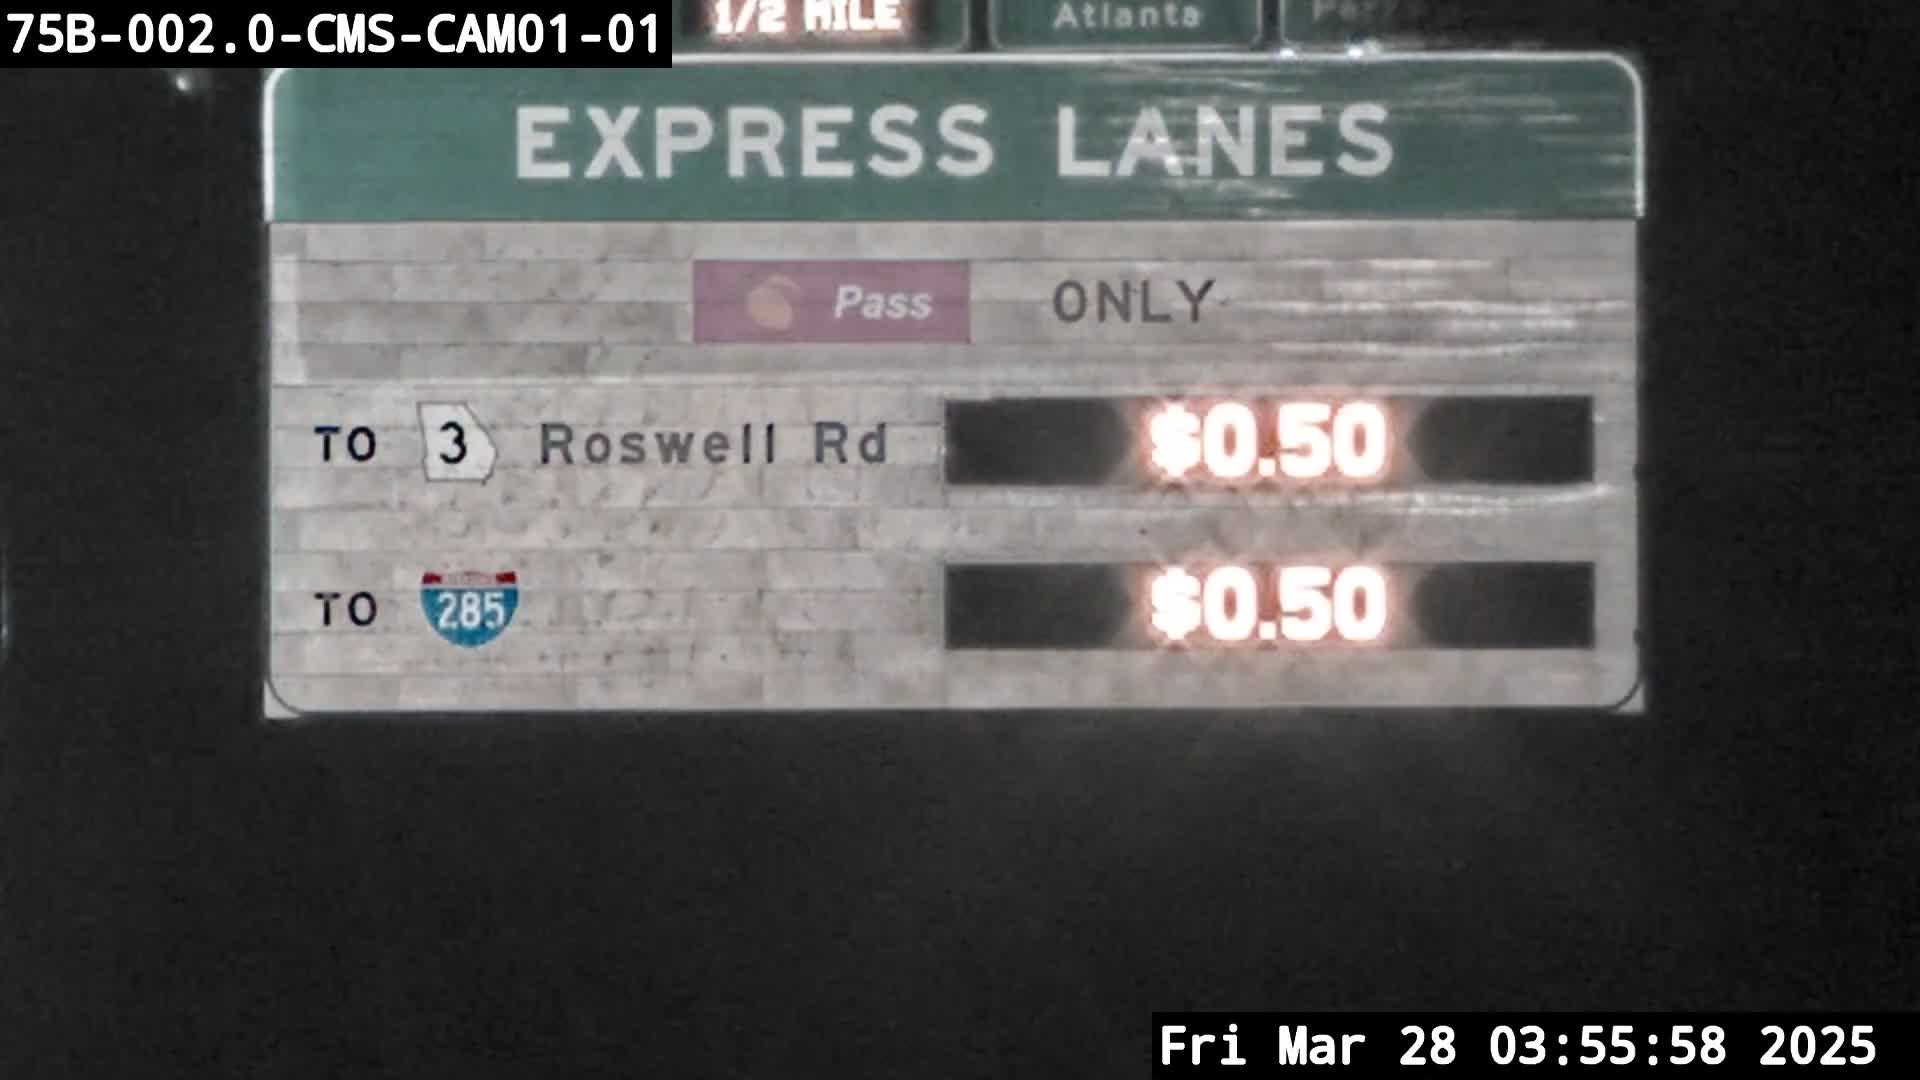 75B-002.0-CMS-CAM01-01
1/2 MILE
Atlanta
EXPRESS LANES
Pass ONLY
TO 3 Roswell Rd $0.50
TO 285 $0.50
Fri Mar 28 03:55:58 2025